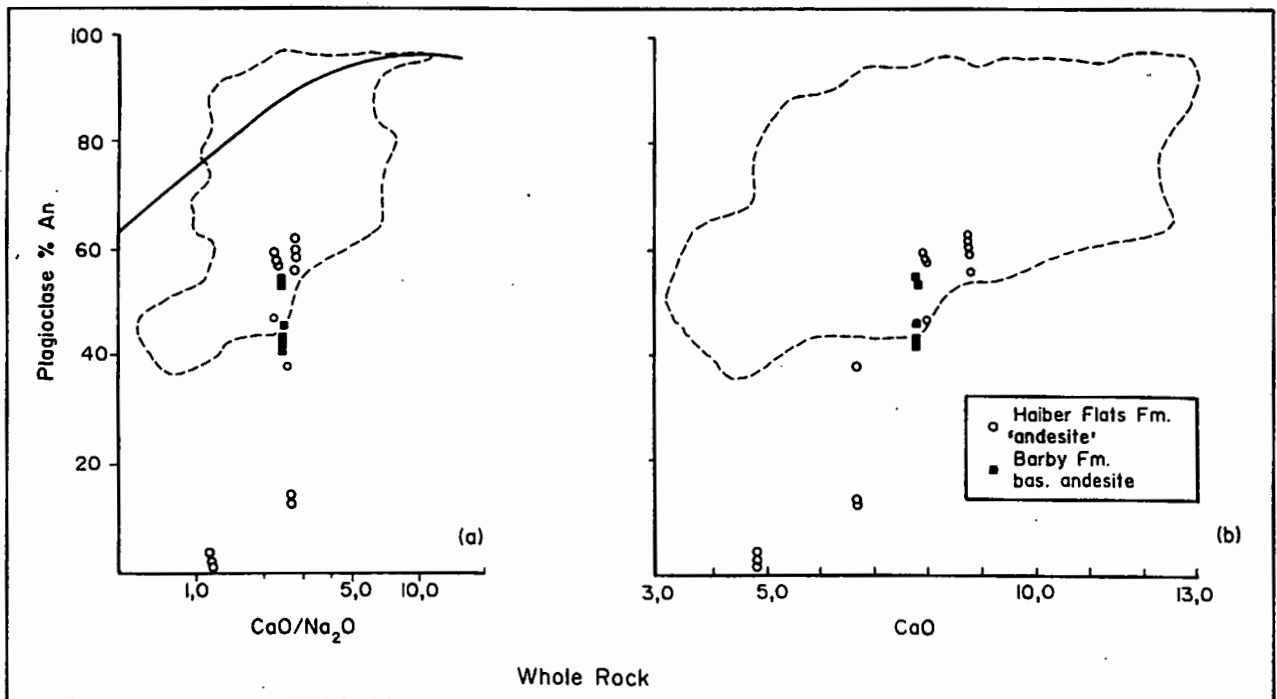 100
80
60
40
20
Plagioclase % An
(a)
1,0
5,0
10,0
CaO/Na₂O
Haiber Flats Fm.
'andesite'
Barby Fm.
bas. andesite
(b)
3,0
5,0
10,0
13,0
CaO
Whole Rock